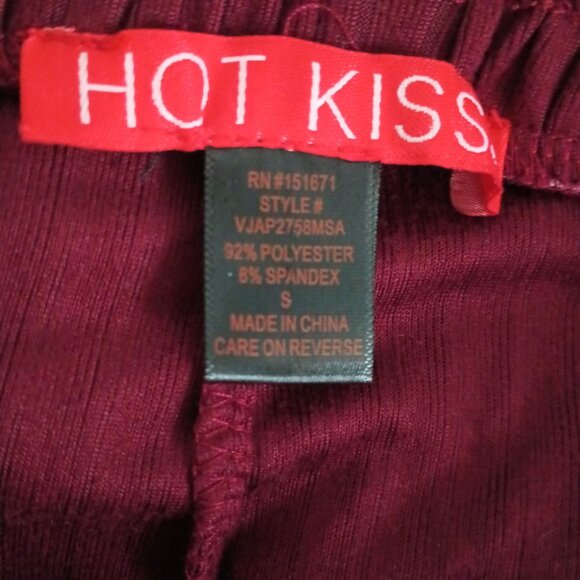 HOT KISS.
RN #151671
STYLE #
VJAP2758MSA
92% POLYESTER
8% SPANDEX
S
MADE IN CHINA
CARE ON REVERSE